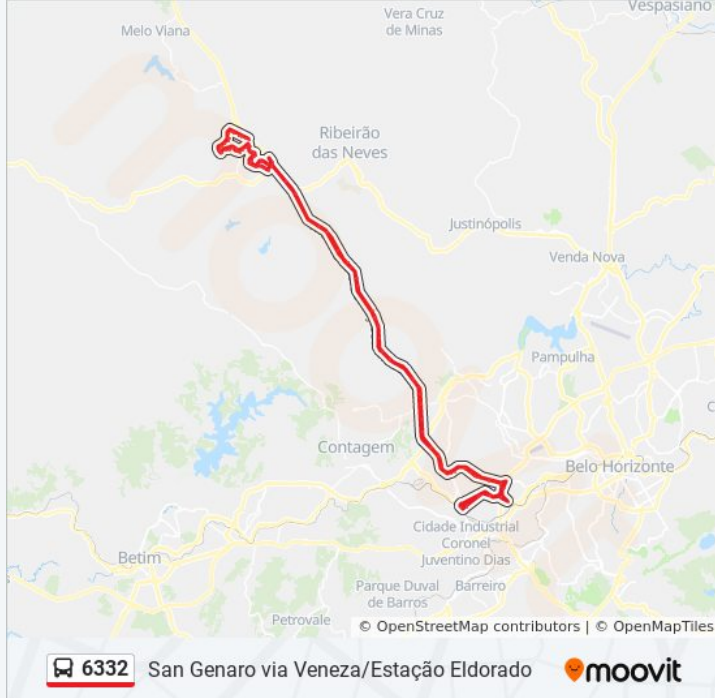 Vespasiano
Vera Cruz
de Minas
Melo Viana
Ribeirão
das Neves
Justinópolis
Venda Nova
Pampulha
C
Contagem
Belo Horizonte
Cidade Industrial
Coronel
Juventino Dias
Betim
Parque Duval
de Barros
Barreiro
Petrovale
© OpenStreetMap contributors | © OpenMapTiles
6332 San Genaro via Veneza/Estação Eldorado moovit